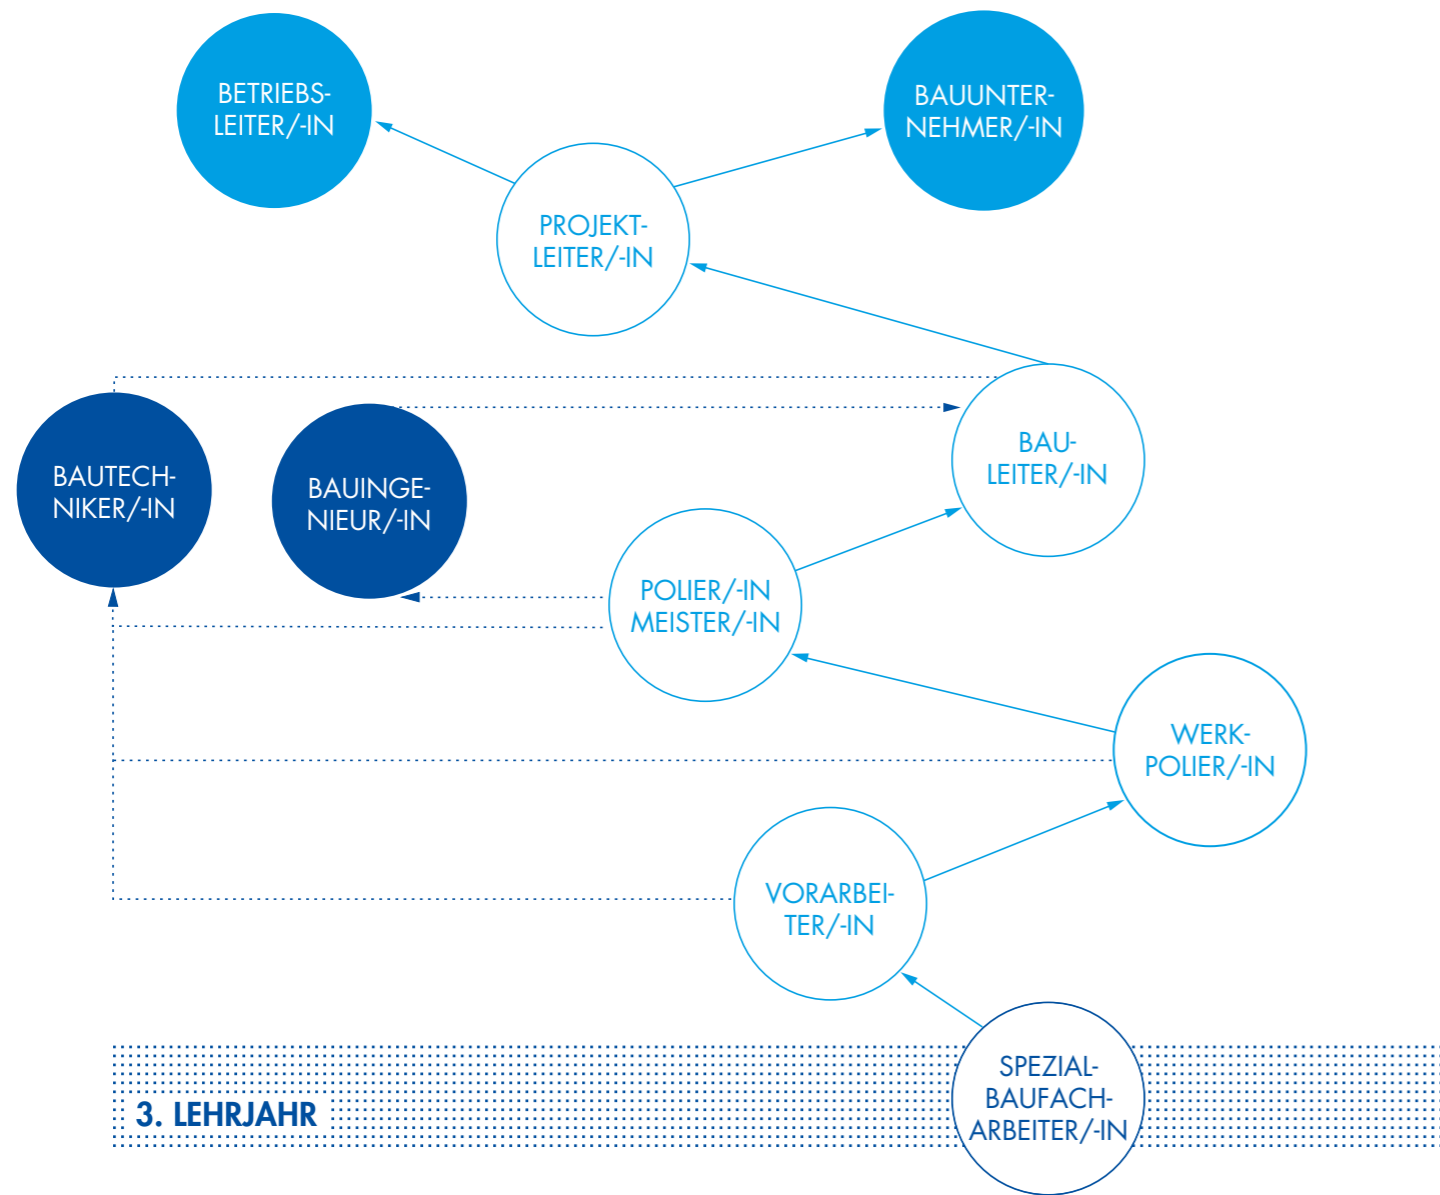 BETRIEBS-
LEITER/-IN
BAUUNTER-
NEHMER/-IN
PROJEKT-
LEITER/-IN
BAUTECH-
NIKER/-IN
BAUINGE-
NIEUR/-IN
BAU-
LEITER/-IN
POLIER/-IN
MEISTER/-IN
WERK-
POLIER/-IN
VORARBEI-
TER/-IN
SPEZIAL-
BAUFACH-
ARBEITER/-IN
3. LEHRJAHR